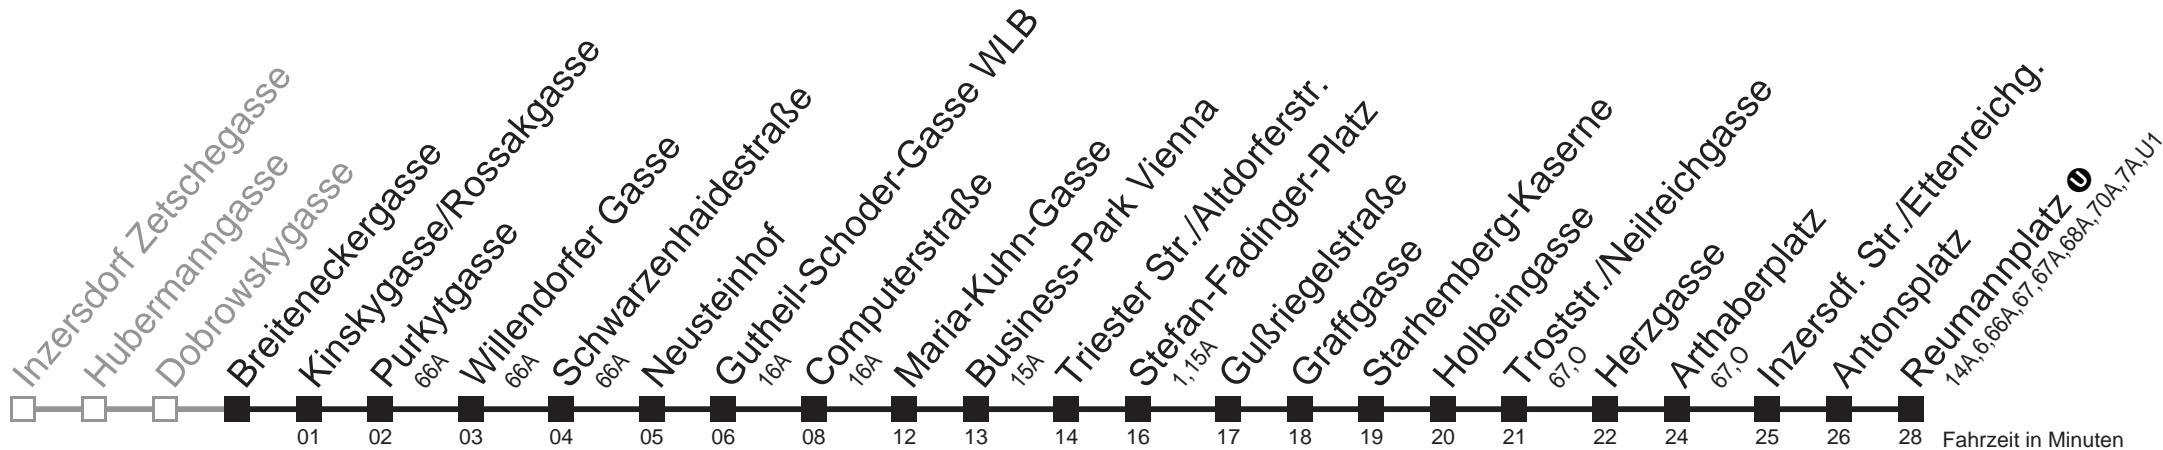 Inzersdorf Zetschegasse
Hubermanngasse
Dobrowskygasse
Breiteneckergasse
Kinskygasse/Rossakgasse
Purkytgasse
66A
Willendorfer Gasse
66A
Schwarzenhaidestraße
66A
Neusteinhof
Gutheil-Schoder-Gasse WLB
16A
Computerstraße
16A
Maria-Kuhn-Gasse
Business-Park Vienna
15A
Triester Str./Altdorferstr.
Stefan-Fadinger-Platz
1,15A
Gußriegelstraße
Graffgasse
Starhemberg-Kaserne
Holbeingasse
Troststr./Neilreichgasse
67,O
Herzgasse
Arthaberplatz
67,O
Inzersdf. Str./Ettenreichg.
Antonsplatz
Reumannplatz U
14A,6,66A,67,67A,68A,70A,7A,U1
01 02 03 04 05 06 08 12 13 14 16 17 18 19 20 21 22 24 25 26 28 Fahrzeit in Minuten